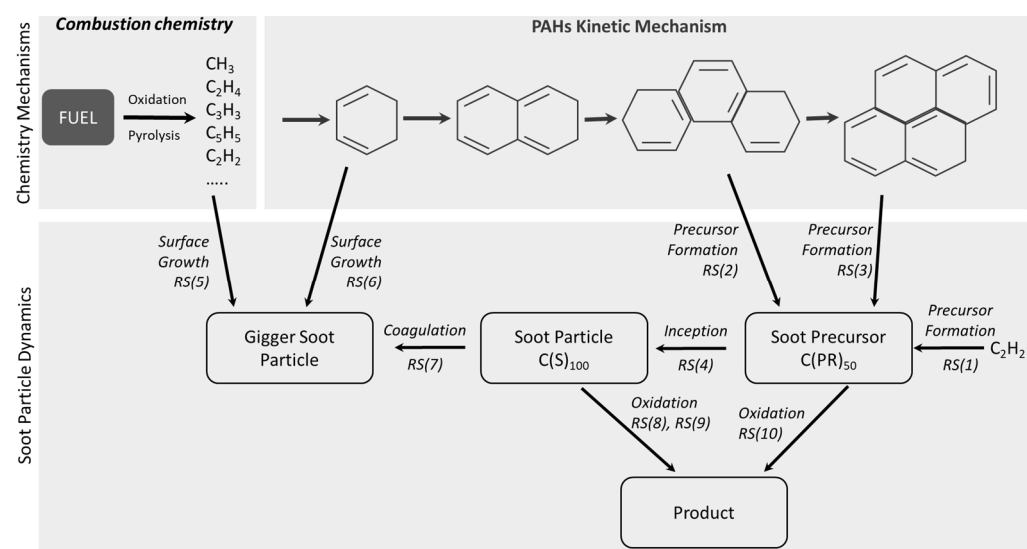 Combustion chemistry
PAHs Kinetic Mechanism
Chemistry Mechanisms
FUEL
Oxidation
Pyrolysis
CH₃
C₂H₄
C₃H₃
C₅H₅
C₂H₂
.....
Surface
Growth
RS(5)
Surface
Growth
RS(6)
Precursor
Formation
RS(2)
Precursor
Formation
RS(3)
Soot Particle Dynamics
Gigger Soot
Particle
Coagulation
RS(7)
Soot Particle
C(S)₁₀₀
Inception
RS(4)
Soot Precursor
C(PR)₅₀
Precursor
Formation
RS(1)
C₂H₂
Oxidation
RS(8), RS(9)
Oxidation
RS(10)
Product